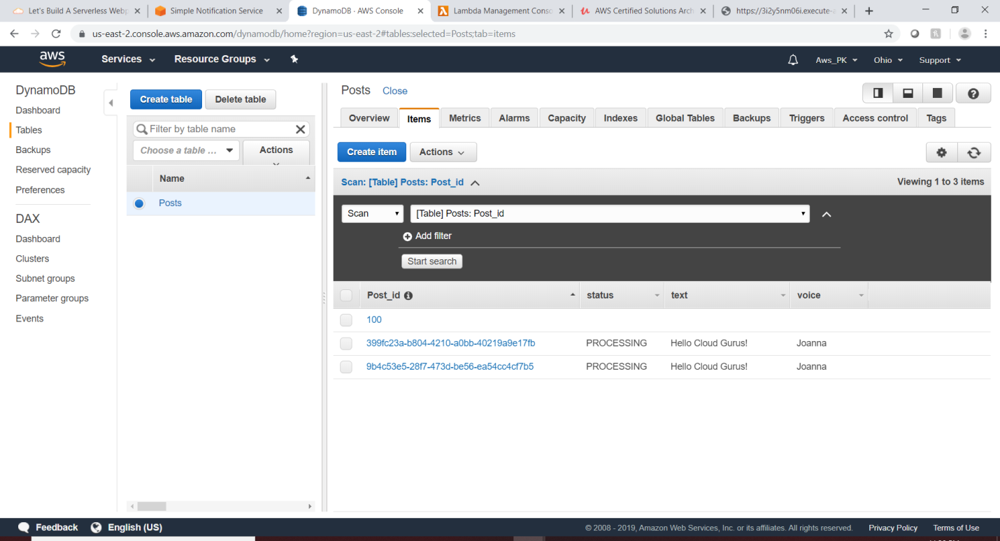 Let's Build A Serverless Webp
Simple Notification Service
DynamoDB - AWS Console
Lambda Management Conso
AWS Certified Solutions Arch
https://3i2y5nm06i.execute-a
us-east-2.console.aws.amazon.com/dynamodb/home?region=us-east-2#tables:selected=Posts;tab=items
aws
Services
Resource Groups
Aws_PK
Ohio
Support
DynamoDB
Dashboard
Tables
Backups
Reserved capacity
Preferences
DAX
Dashboard
Clusters
Subnet groups
Parameter groups
Events
Create table
Delete table
Filter by table name
Choose a table ...
Actions
Name
Posts
Posts Close
Overview Items Metrics Alarms Capacity Indexes Global Tables Backups Triggers Access control Tags
Create item
Actions
Scan: [Table] Posts: Post_id
Viewing 1 to 3 items
Scan
[Table] Posts: Post_id
Add filter
Start search
Post_id status text voice
100
399fc23a-b804-4210-a0bb-40219a9e17fb PROCESSING Hello Cloud Gurus! Joanna
9b4c53e5-28f7-473d-be56-ea54cc4cf7b5 PROCESSING Hello Cloud Gurus! Joanna
Feedback
English (US)
© 2008 - 2019, Amazon Web Services, Inc. or its affiliates. All rights reserved.
Privacy Policy
Terms of Use